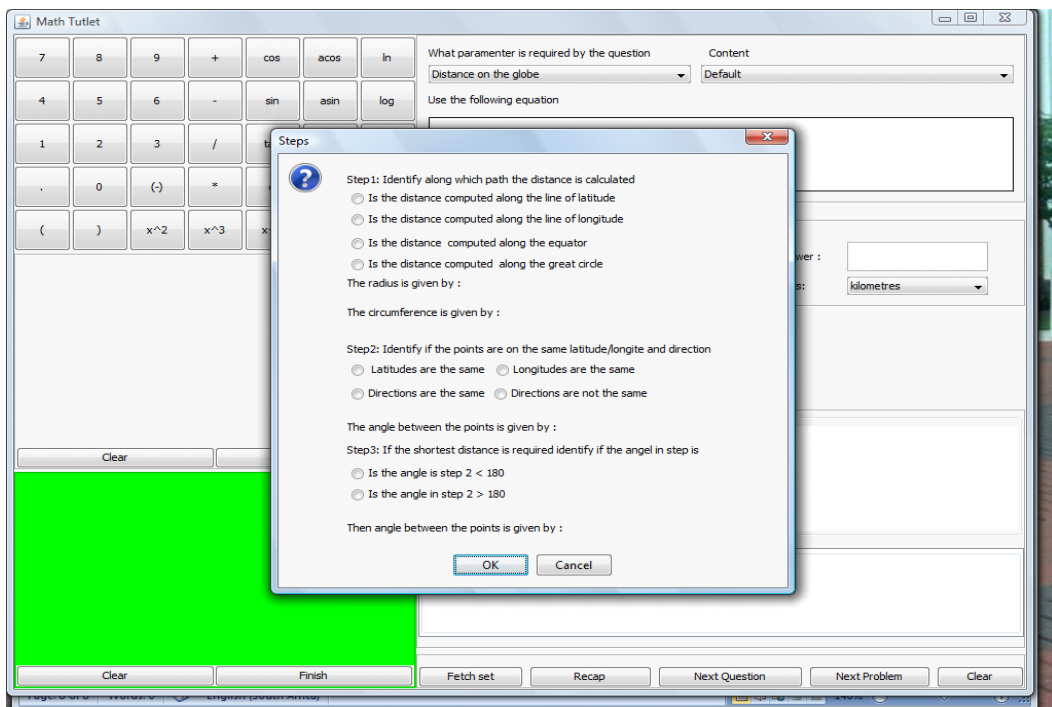 Math Tutlet
7 8 9 + cos acos ln
4 5 6 - sin asin log
1 2 3 /
. 0 (-) *
( ) x^2 x^3
What paramenter is required by the question Content
Distance on the globe Default
Use the following equation
Steps
Step1: Identify along which path the distance is calculated
Is the distance computed along the line of latitude
Is the distance computed along the line of longitude
Is the distance computed along the equator
Is the distance computed along the great circle
The radius is given by :
The circumference is given by :
Step2: Identify if the points are on the same latitude/longite and direction
Latitudes are the same Longitudes are the same
Directions are the same Directions are not the same
The angle between the points is given by :
Step3: If the shortest distance is required identify if the angel in step is
Is the angle is step 2 < 180
Is the angle in step 2 > 180
Then angle between the points is given by :
OK Cancel
wer :
s: kilometres
Clear
Clear Finish
Fetch set Recap Next Question Next Problem Clear